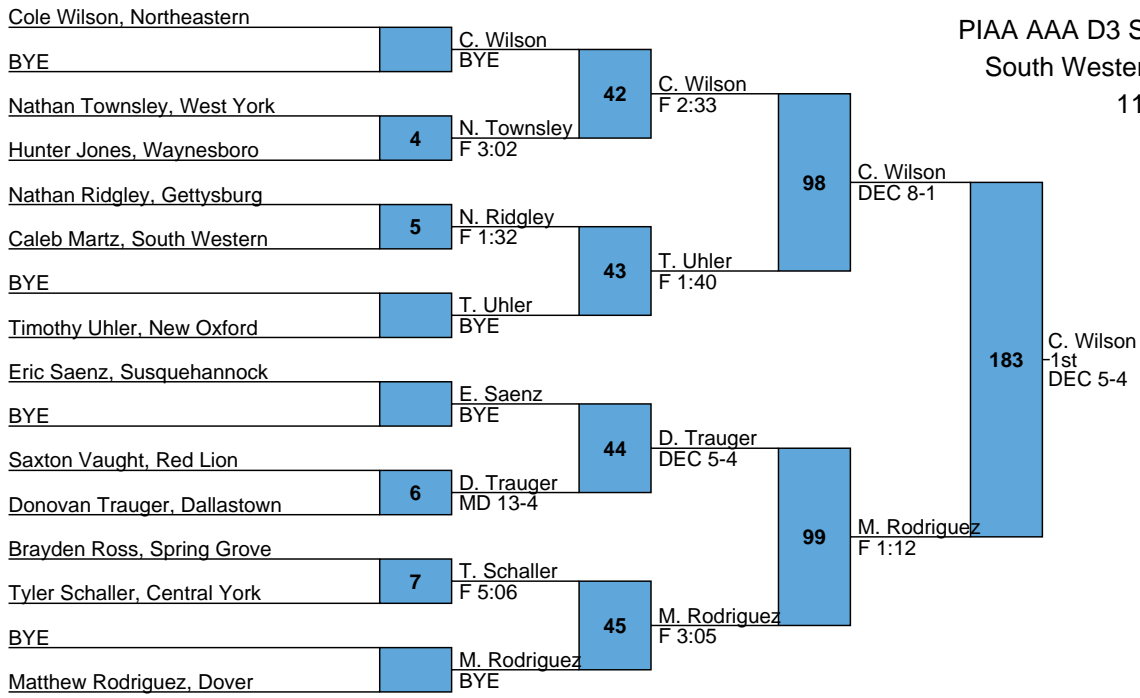 PIAA AAA D3 S
South Wester
11
Cole Wilson, Northeastern
BYE
Nathan Townsley, West York
Hunter Jones, Waynesboro
Nathan Ridgley, Gettysburg
Caleb Martz, South Western
BYE
Timothy Uhler, New Oxford
Eric Saenz, Susquehannock
BYE
Saxton Vaught, Red Lion
Donovan Trauger, Dallastown
Brayden Ross, Spring Grove
Tyler Schaller, Central York
BYE
Matthew Rodriguez, Dover
4
5
6
7
C. Wilson
BYE
N. Townsley
F 3:02
N. Ridgley
F 1:32
T. Uhler
BYE
E. Saenz
BYE
D. Trauger
MD 13-4
T. Schaller
F 5:06
M. Rodriguez
BYE
42
43
44
45
C. Wilson
F 2:33
T. Uhler
F 1:40
D. Trauger
DEC 5-4
M. Rodriguez
F 3:05
98
99
C. Wilson
DEC 8-1
M. Rodriguez
F 1:12
183
C. Wilson
1st
DEC 5-4